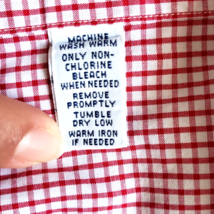 MACHINE
WASH WARM
ONLY NON-
CHLORINE
BLEACH
WHEN NEEDED
REMOVE
PROMPTLY
TUMBLE
DRY LOW
WARM IRON
IF NEEDED